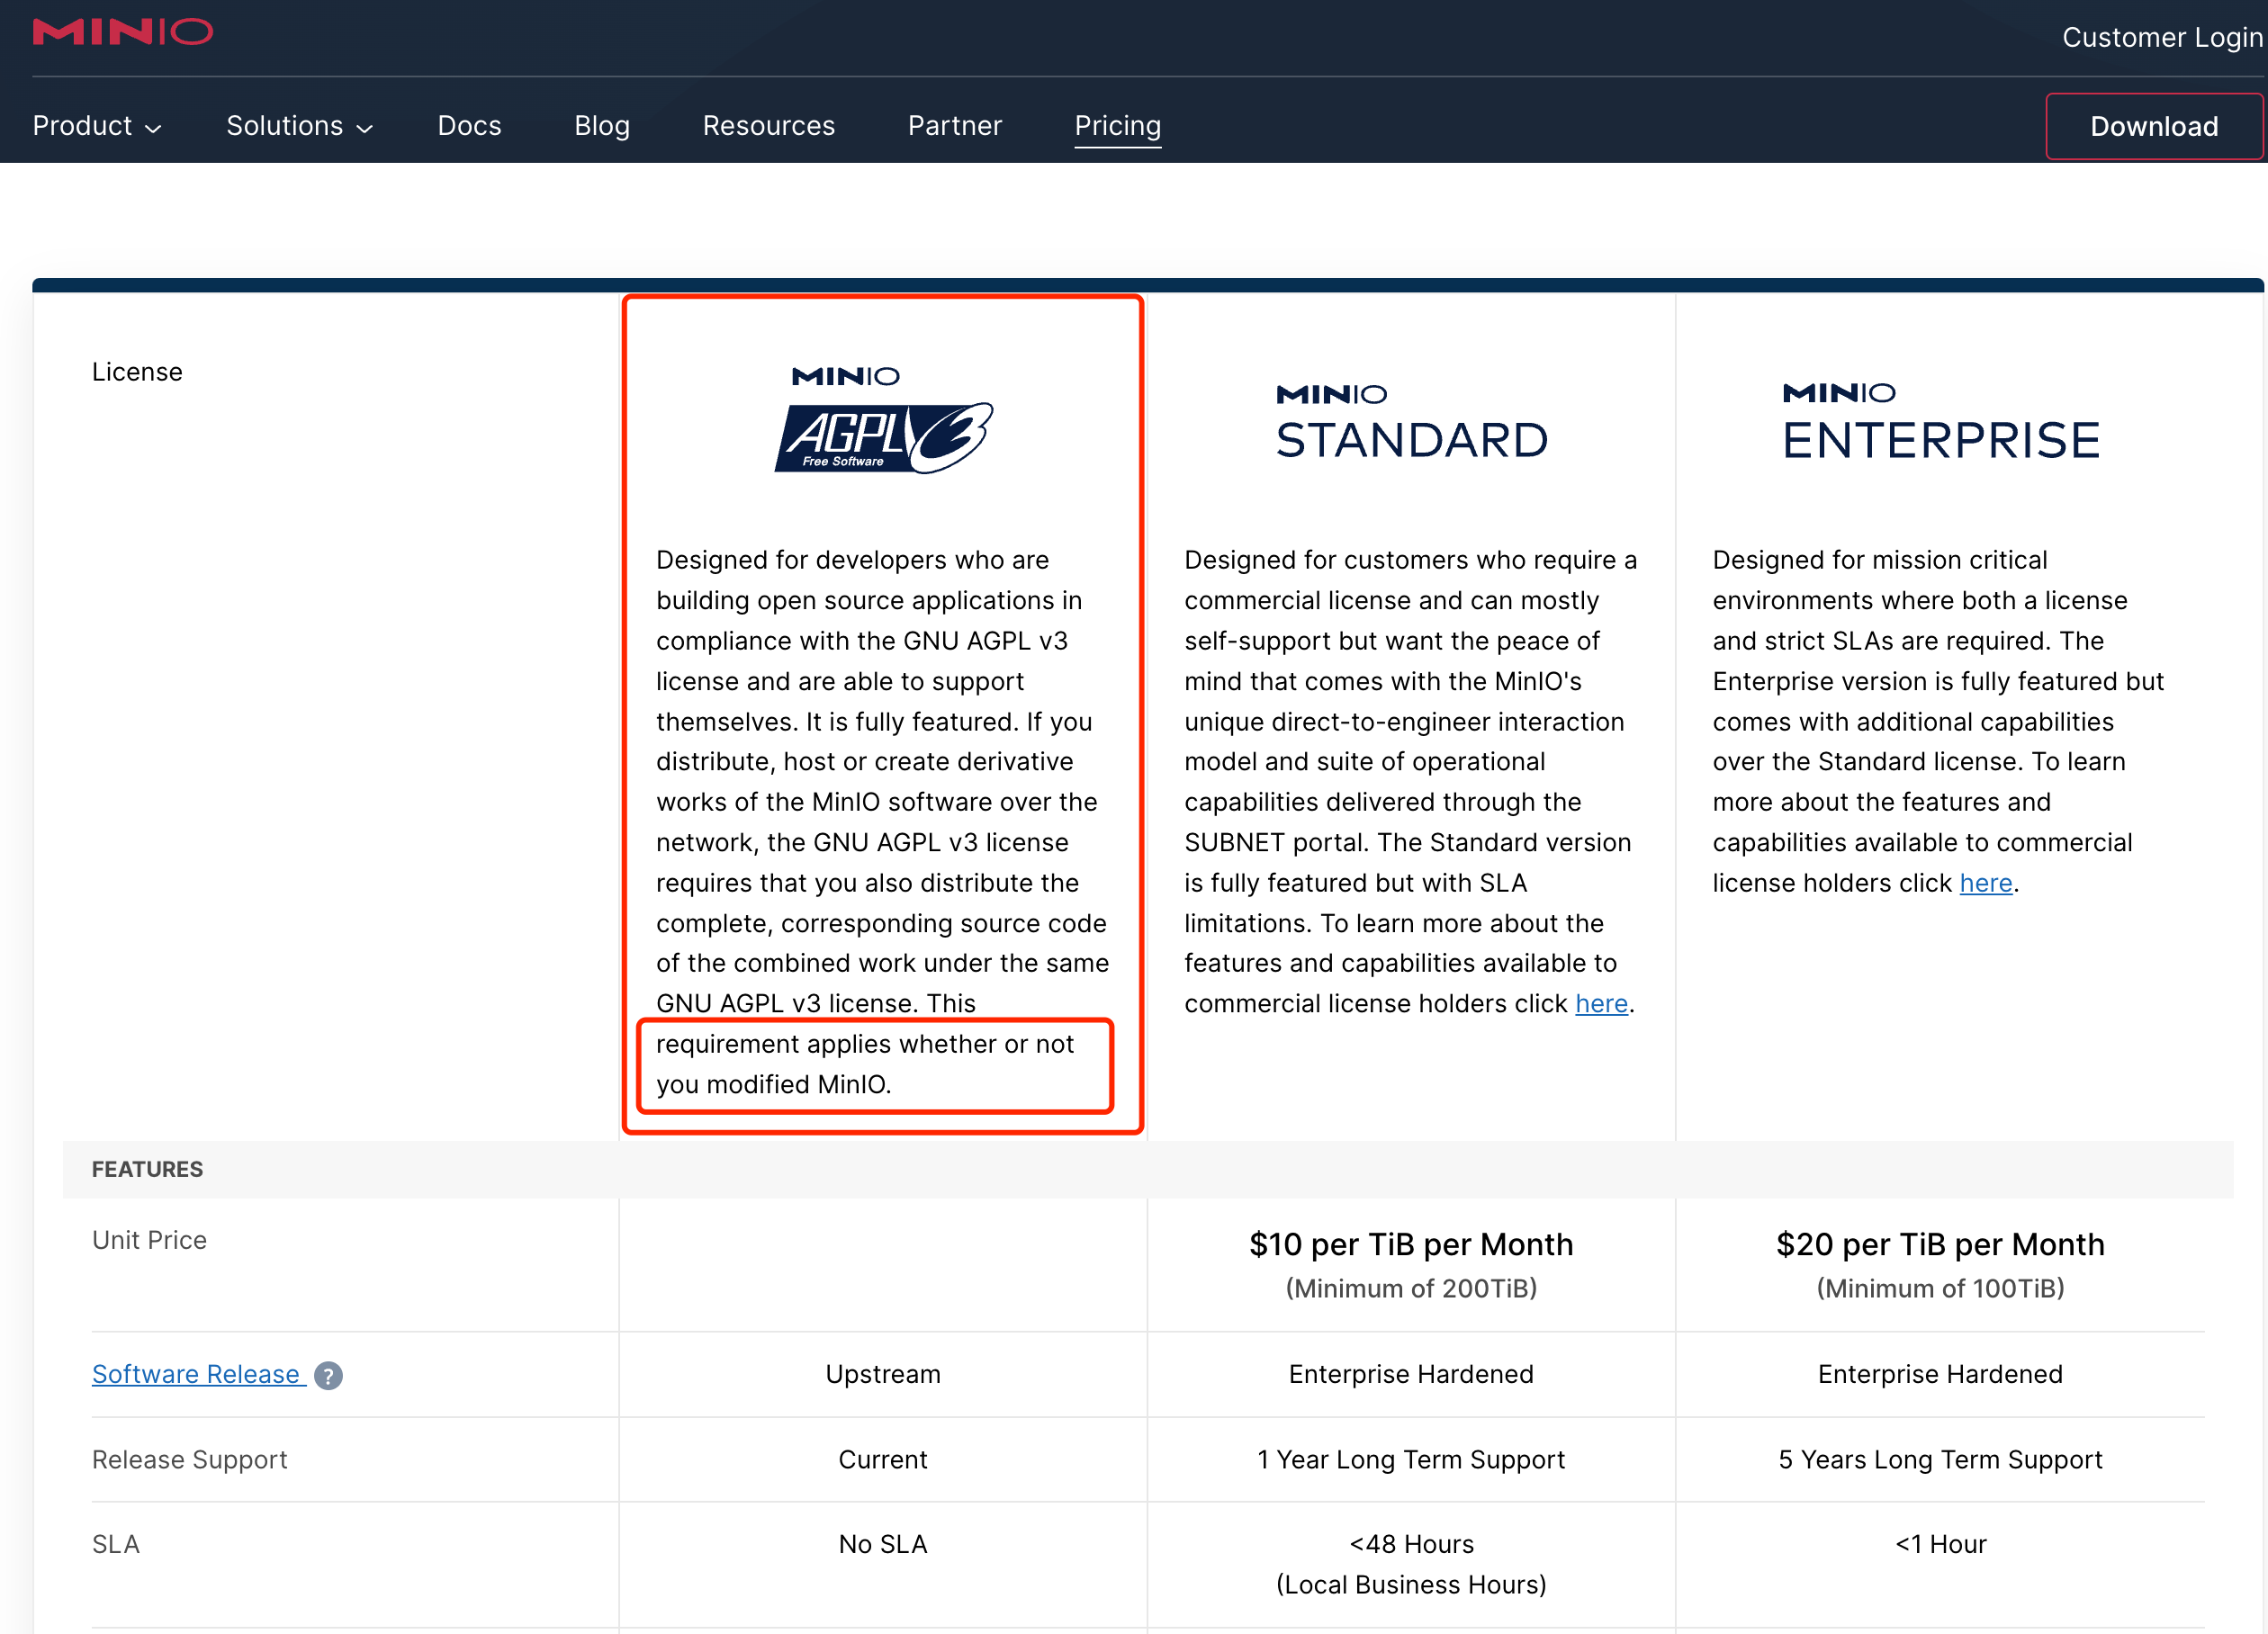 MINIO
Customer Login
Product
Solutions
Docs
Blog
Resources
Partner
Pricing
Download
License
MINIO
AGPLv3
Free Software
Designed for developers who are
building open source applications in
compliance with the GNU AGPL v3
license and are able to support
themselves. It is fully featured. If you
distribute, host or create derivative
works of the MinIO software over the
network, the GNU AGPL v3 license
requires that you also distribute the
complete, corresponding source code
of the combined work under the same
GNU AGPL v3 license. This
requirement applies whether or not
you modified MinIO.
MINIO
STANDARD
Designed for customers who require a
commercial license and can mostly
self-support but want the peace of
mind that comes with the MinIO's
unique direct-to-engineer interaction
model and suite of operational
capabilities delivered through the
SUBNET portal. The Standard version
is fully featured but with SLA
limitations. To learn more about the
features and capabilities available to
commercial license holders click here.
MINIO
ENTERPRISE
Designed for mission critical
environments where both a license
and strict SLAs are required. The
Enterprise version is fully featured but
comes with additional capabilities
over the Standard license. To learn
more about the features and
capabilities available to commercial
license holders click here.
FEATURES
Unit Price
$10 per TiB per Month
(Minimum of 200TiB)
$20 per TiB per Month
(Minimum of 100TiB)
Software Release ?
Upstream
Enterprise Hardened
Enterprise Hardened
Release Support
Current
1 Year Long Term Support
5 Years Long Term Support
SLA
No SLA
<48 Hours
(Local Business Hours)
<1 Hour